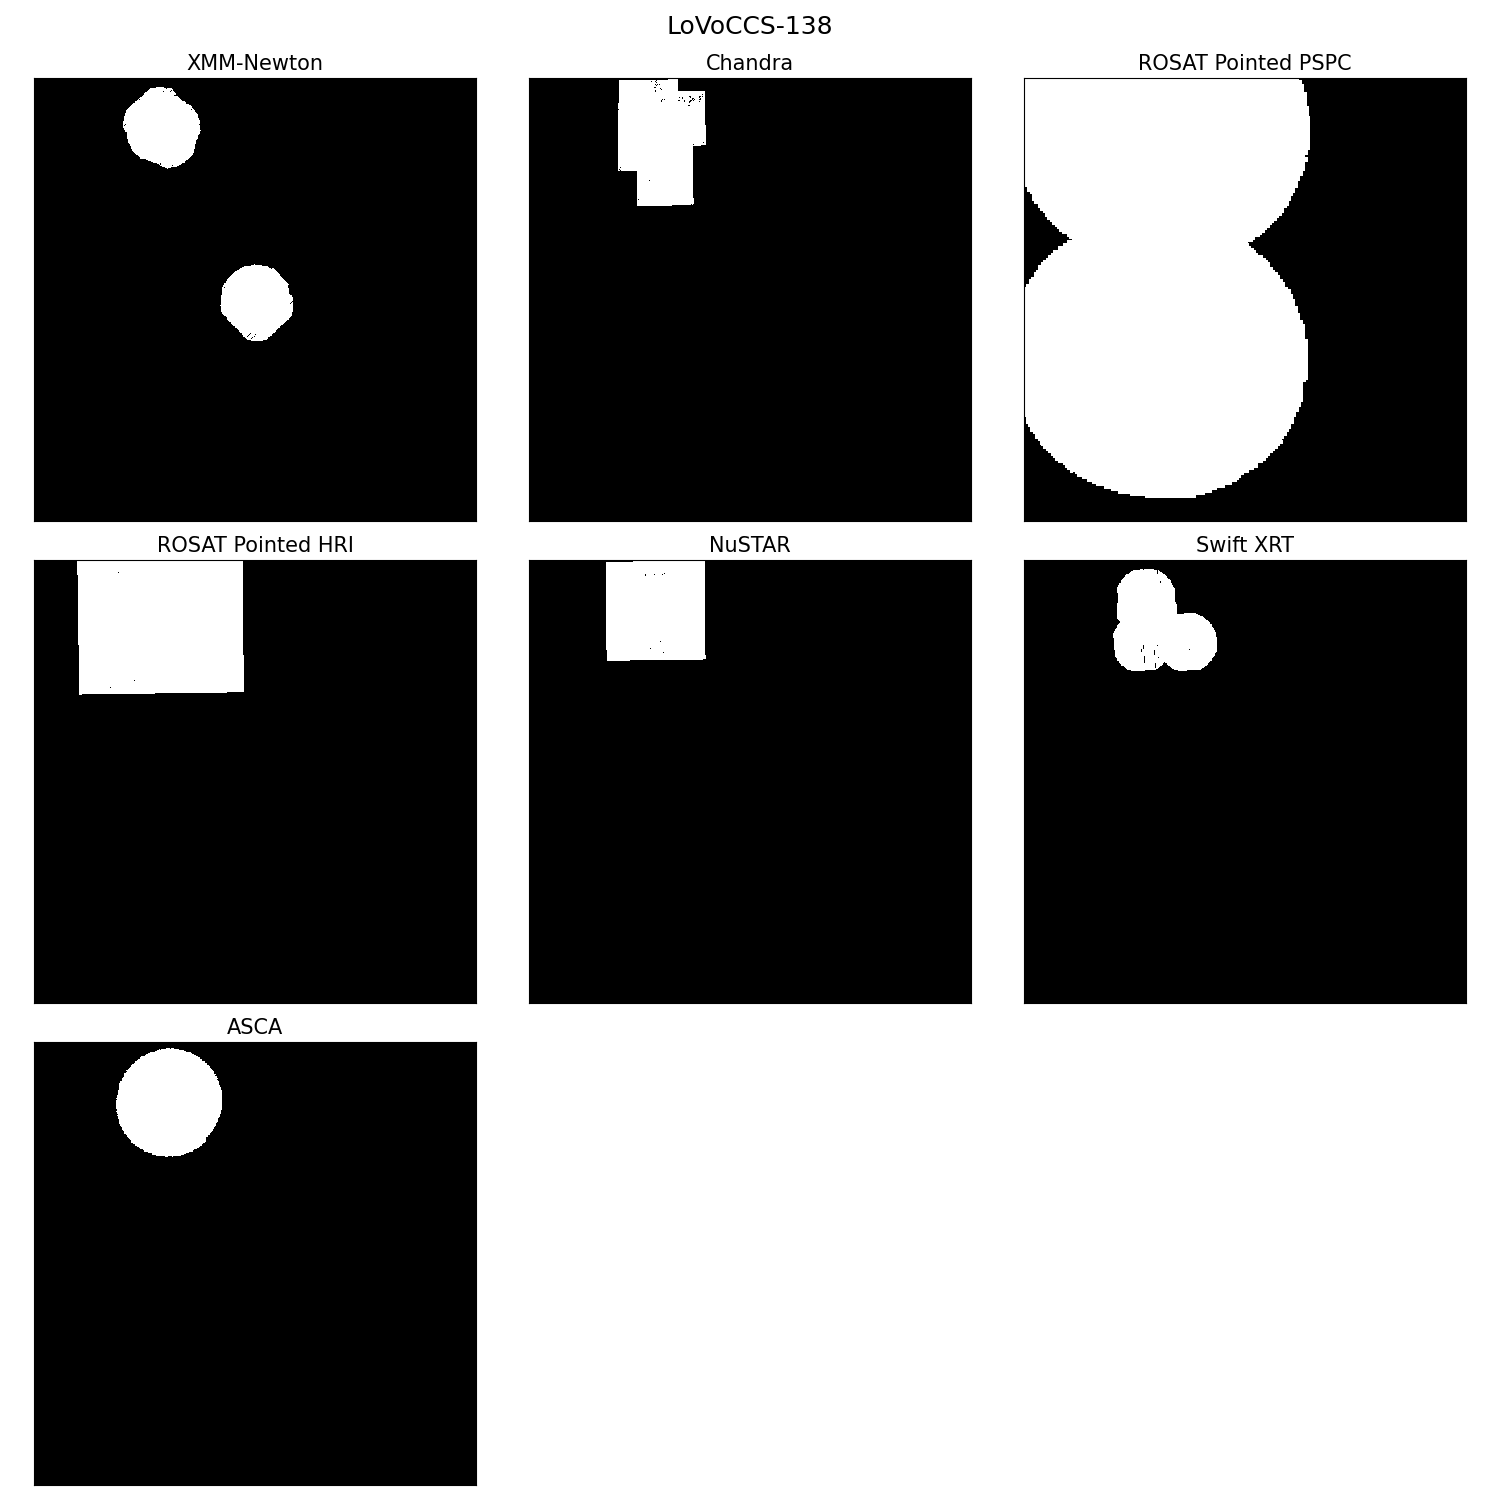 LoVoCCS-138
XMM-Newton
Chandra
ROSAT Pointed PSPC
ROSAT Pointed HRI
NuSTAR
Swift XRT
ASCA